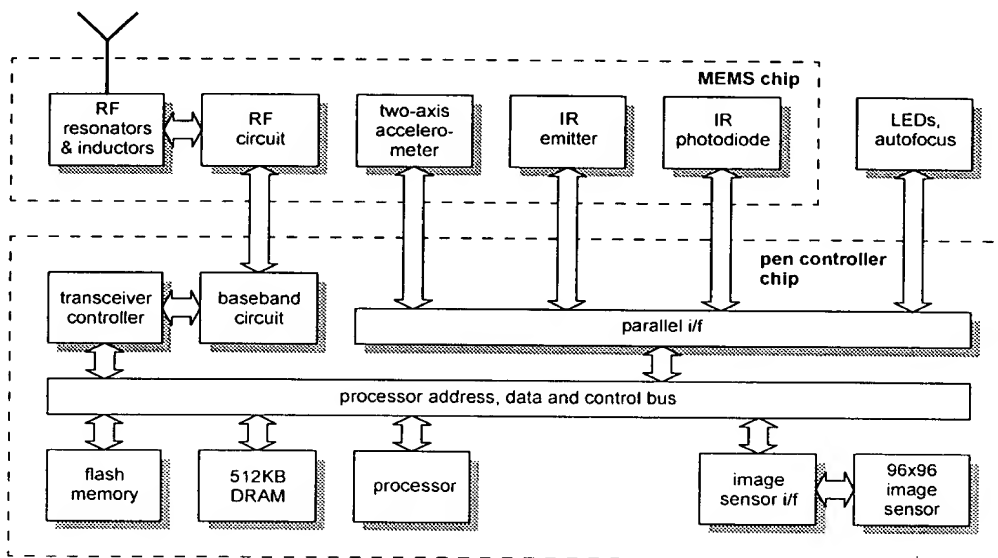 MEMS chip
RF
resonators
& inductors
RF
circuit
two-axis
accelero-
meter
IR
emitter
IR
photodiode
LEDs,
autofocus
pen controller
chip
transceiver
controller
baseband
circuit
parallel i/f
processor address, data and control bus
flash
memory
512KB
DRAM
processor
image
sensor i/f
96x96
image
sensor